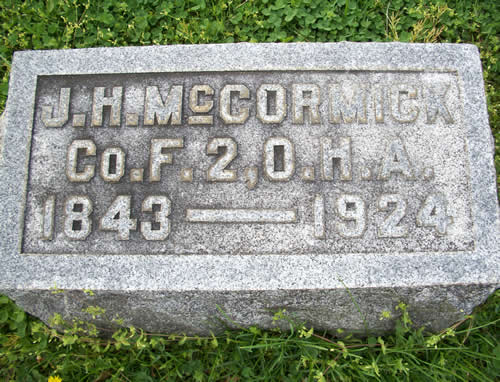 J.H. McCORMICK
Co. F. 2, O.H.A.
1843 — 1924